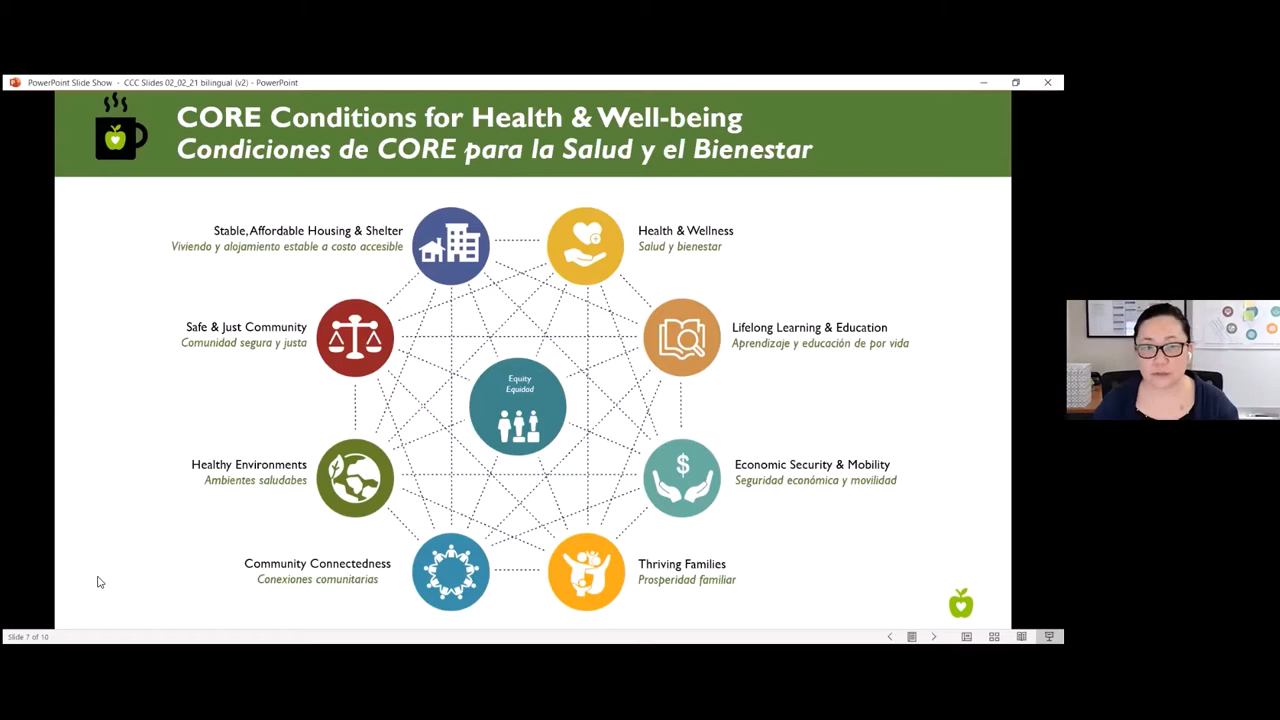 PowerPoint Slide Show - CCC Slides 02_02_21 bilingual (v2) - PowerPoint
CORE Conditions for Health & Well-being
Condiciones de CORE para la Salud y el Bienestar
Stable, Affordable Housing & Shelter
Viviendo y alojamiento estable a costo accesible
Health & Wellness
Salud y bienestar
Safe & Just Community
Comunidad segura y justa
Lifelong Learning & Education
Aprendizaje y educación de por vida
Equity
Equidad
Healthy Environments
Ambientes saludabes
Economic Security & Mobility
Seguridad económica y movilidad
$
Community Connectedness
Conexiones comunitarias
Thriving Families
Prosperidad familiar
Slide 7 of 10